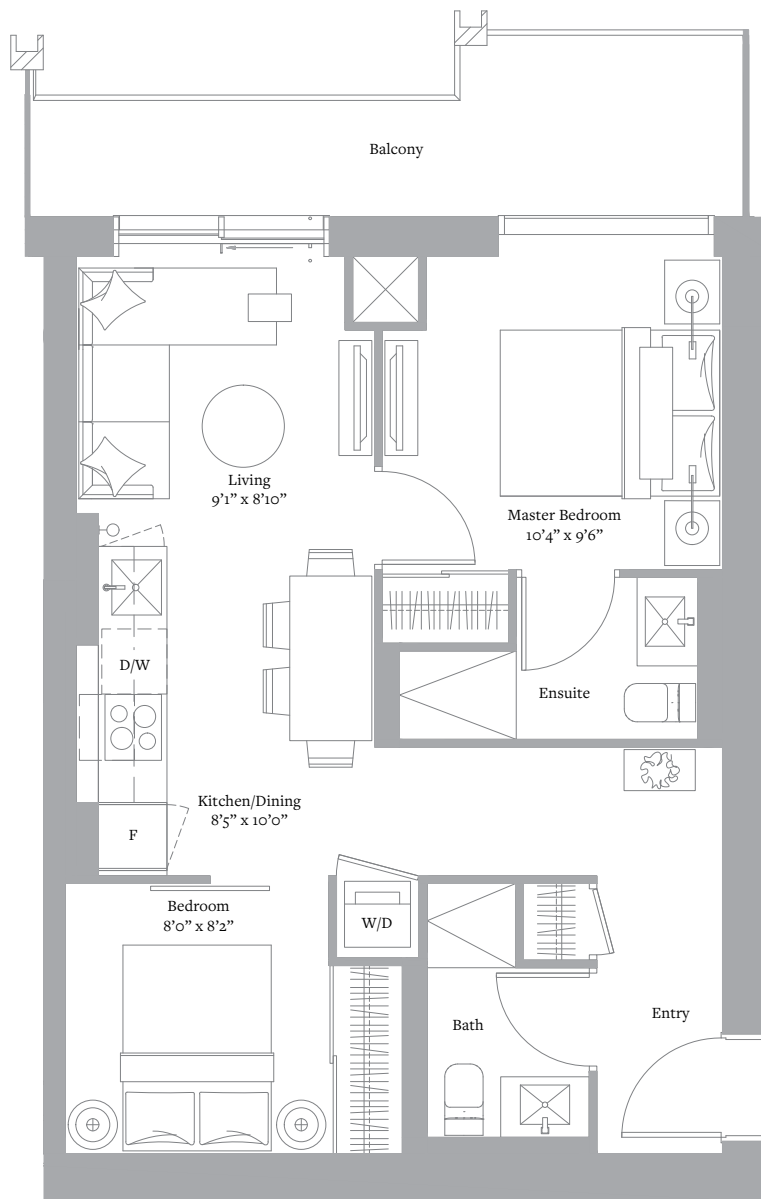 Balcony
Living
9’1” x 8’10”
Master Bedroom
10’4” x 9’6”
D/W
Ensuite
Kitchen/Dining
8’5” x 10’0”
F
Bedroom
8’0” x 8’2”
W/D
Bath
Entry